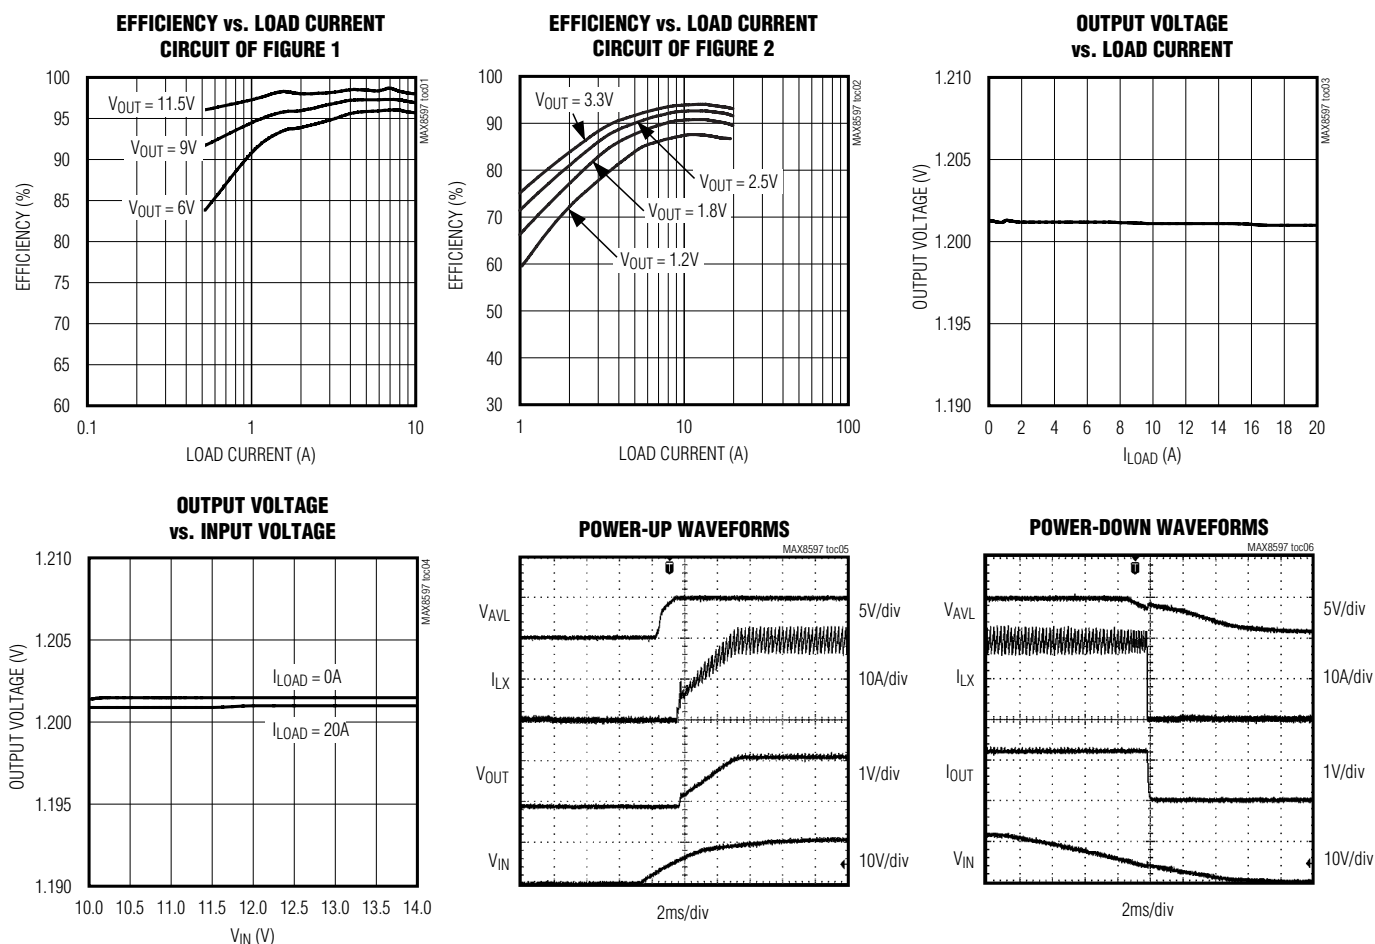 EFFICIENCY vs. LOAD CURRENT
CIRCUIT OF FIGURE 1
100
95
90
85
80
75
70
65
60
EFFICIENCY (%)
VOUT = 11.5V
VOUT = 9V
VOUT = 6V
MAX8597 toc01
0.1
1
10
LOAD CURRENT (A)
EFFICIENCY vs. LOAD CURRENT
CIRCUIT OF FIGURE 2
100
90
80
70
60
50
40
30
EFFICIENCY (%)
VOUT = 3.3V
VOUT = 2.5V
VOUT = 1.8V
VOUT = 1.2V
MAX8597 toc02
1
10
100
LOAD CURRENT (A)
OUTPUT VOLTAGE
vs. LOAD CURRENT
1.210
1.205
1.200
1.195
1.190
OUTPUT VOLTAGE (V)
MAX8597 toc03
0 2 4 6 8 10 12 14 16 18 20
ILOAD (A)
OUTPUT VOLTAGE
vs. INPUT VOLTAGE
1.210
1.205
1.200
1.195
1.190
OUTPUT VOLTAGE (V)
ILOAD = 0A
ILOAD = 20A
MAX8597 toc04
10.0 10.5 11.0 11.5 12.0 12.5 13.0 13.5 14.0
VIN (V)
POWER-UP WAVEFORMS
MAX8597 toc05
T
VAVL
5V/div
ILX
10A/div
VOUT
1V/div
VIN
10V/div
2ms/div
POWER-DOWN WAVEFORMS
MAX8597 toc06
T
VAVL
5V/div
ILX
10A/div
IOUT
1V/div
VIN
10V/div
2ms/div